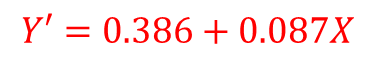 Y′ = 0.386 + 0.087X